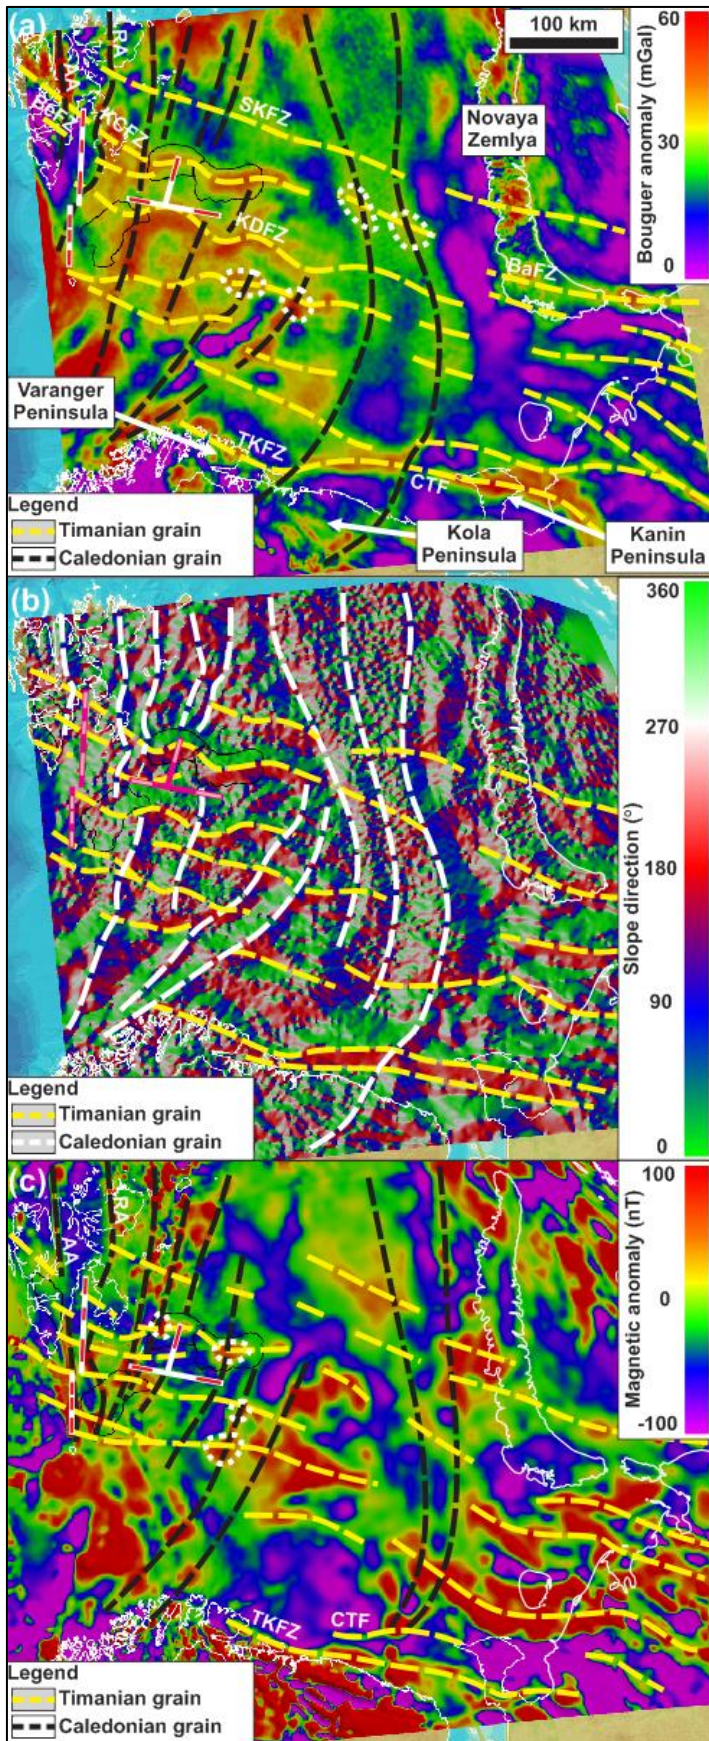 (a)
RA
AA
BeFZ
KCFZ
SKFZ
100 km
Novaya
Zemlya
KDFZ
BaFZ
Varanger
Peninsula
TKFZ
CTF
Kola
Peninsula
Kanin
Peninsula
Legend
Timanian grain
Caledonian grain
60
30
0
Bouguer anomaly (mGal)
(b)
Legend
Timanian grain
Caledonian grain
360
270
180
90
0
Slope direction (°)
(c)
RA
AA
TKFZ
CTF
Legend
Timanian grain
Caledonian grain
100
0
-100
Magnetic anomaly (nT)